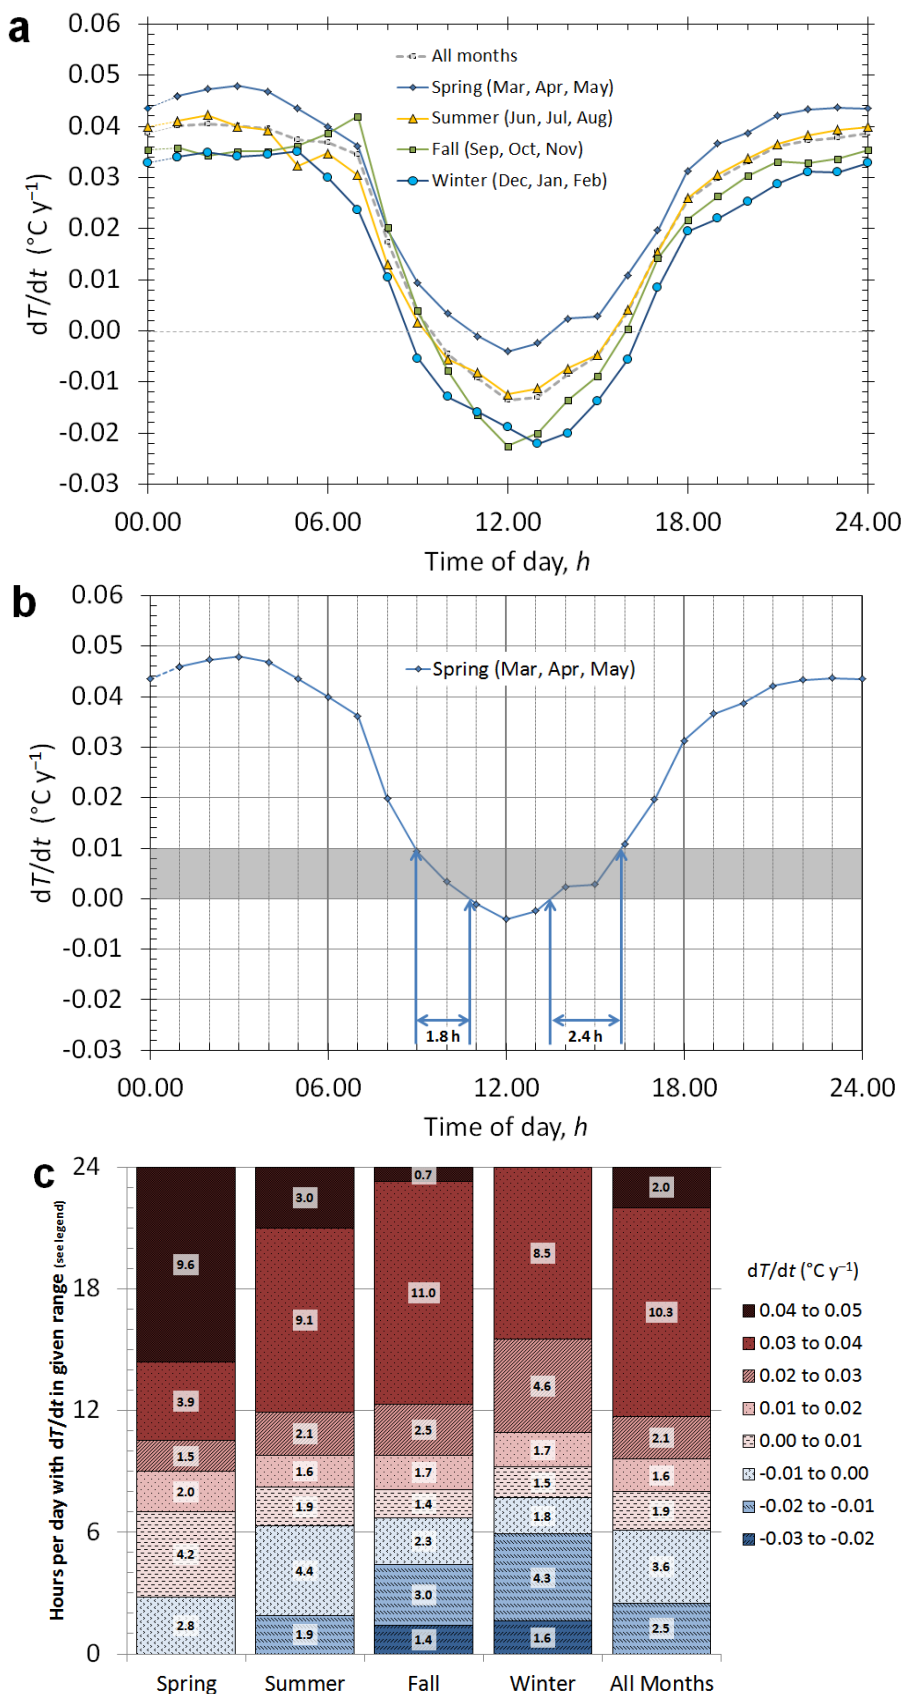 a
0.06
0.05
0.04
0.03
0.02
0.01
0.00
-0.01
-0.02
-0.03
dT/dt (°C y⁻¹)
All months
Spring (Mar, Apr, May)
Summer (Jun, Jul, Aug)
Fall (Sep, Oct, Nov)
Winter (Dec, Jan, Feb)
00.00 06.00 12.00 18.00 24.00
Time of day, h
b
0.06
0.05
0.04
0.03
0.02
0.01
0.00
-0.01
-0.02
-0.03
dT/dt (°C y⁻¹)
Spring (Mar, Apr, May)
1.8 h 2.4 h
00.00 06.00 12.00 18.00 24.00
Time of day, h
c
24
18
12
6
0
Hours per day with dT/dt in given range (see legend)
9.6
3.9
1.5
2.0
4.2
2.8
3.0
9.1
2.1
1.6
1.9
4.4
1.9
0.7
11.0
2.5
1.7
1.4
2.3
3.0
1.4
8.5
4.6
1.7
1.5
1.8
4.3
1.6
2.0
10.3
2.1
1.6
1.9
3.6
2.5
Spring Summer Fall Winter All Months
dT/dt (°C y⁻¹)
0.04 to 0.05
0.03 to 0.04
0.02 to 0.03
0.01 to 0.02
0.00 to 0.01
-0.01 to 0.00
-0.02 to -0.01
-0.03 to -0.02